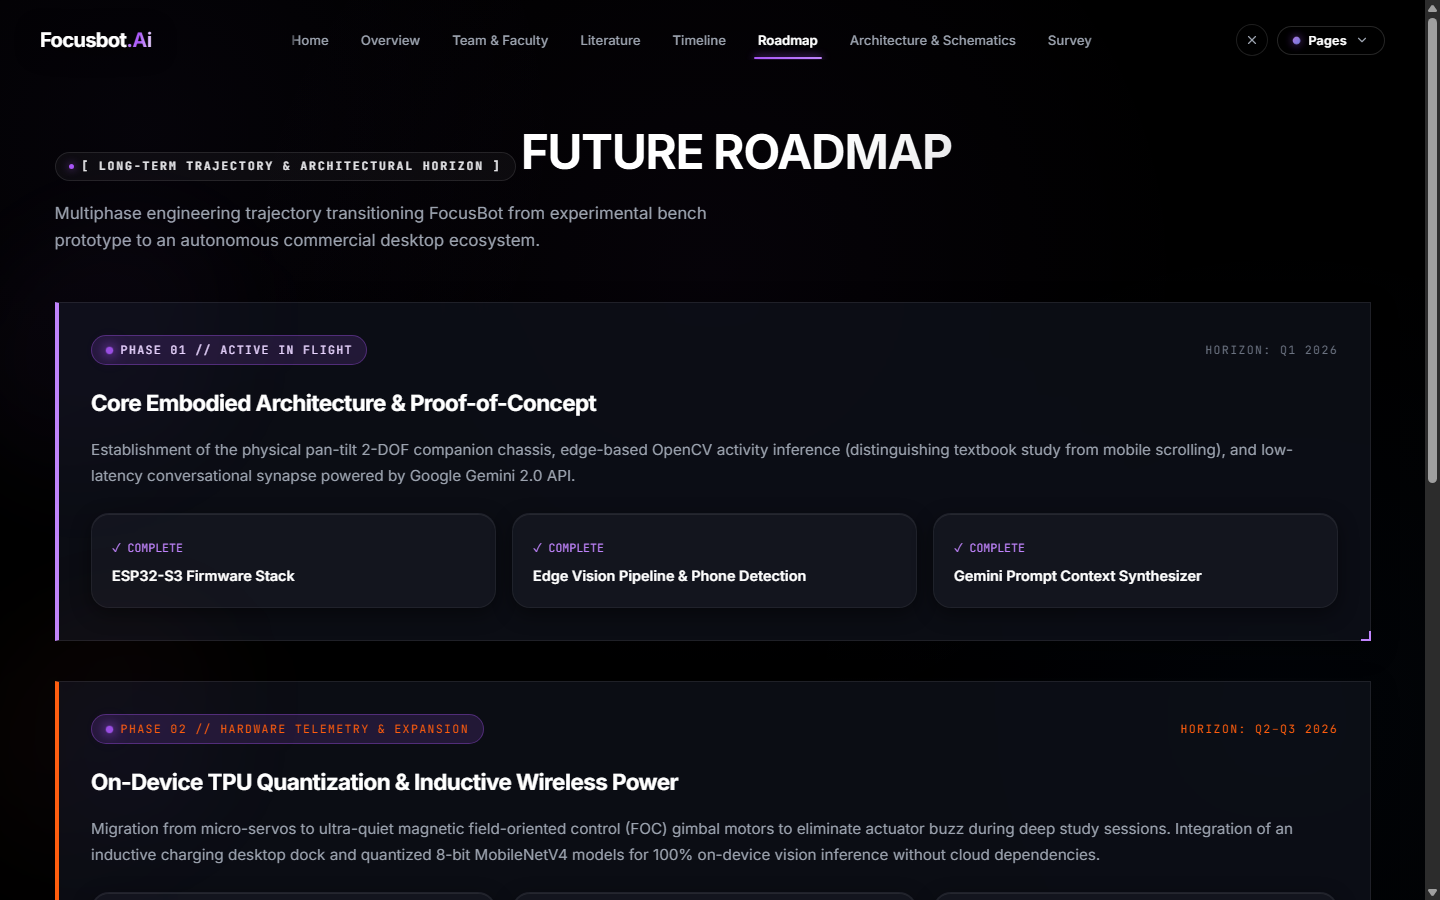 Focusbot.Ai
Home
Overview
Team & Faculty
Literature
Timeline
Roadmap
Architecture & Schematics
Survey
Pages
[ LONG-TERM TRAJECTORY & ARCHITECTURAL HORIZON ]
FUTURE ROADMAP
Multiphase engineering trajectory transitioning FocusBot from experimental bench
prototype to an autonomous commercial desktop ecosystem.
PHASE 01 // ACTIVE IN FLIGHT
HORIZON: Q1 2026
Core Embodied Architecture & Proof-of-Concept
Establishment of the physical pan-tilt 2-DOF companion chassis, edge-based OpenCV activity inference (distinguishing textbook study from mobile scrolling), and low-
latency conversational synapse powered by Google Gemini 2.0 API.
✓ COMPLETE
ESP32-S3 Firmware Stack
✓ COMPLETE
Edge Vision Pipeline & Phone Detection
✓ COMPLETE
Gemini Prompt Context Synthesizer
PHASE 02 // HARDWARE TELEMETRY & EXPANSION
HORIZON: Q2-Q3 2026
On-Device TPU Quantization & Inductive Wireless Power
Migration from micro-servos to ultra-quiet magnetic field-oriented control (FOC) gimbal motors to eliminate actuator buzz during deep study sessions. Integration of an
inductive charging desktop dock and quantized 8-bit MobileNetV4 models for 100% on-device vision inference without cloud dependencies.